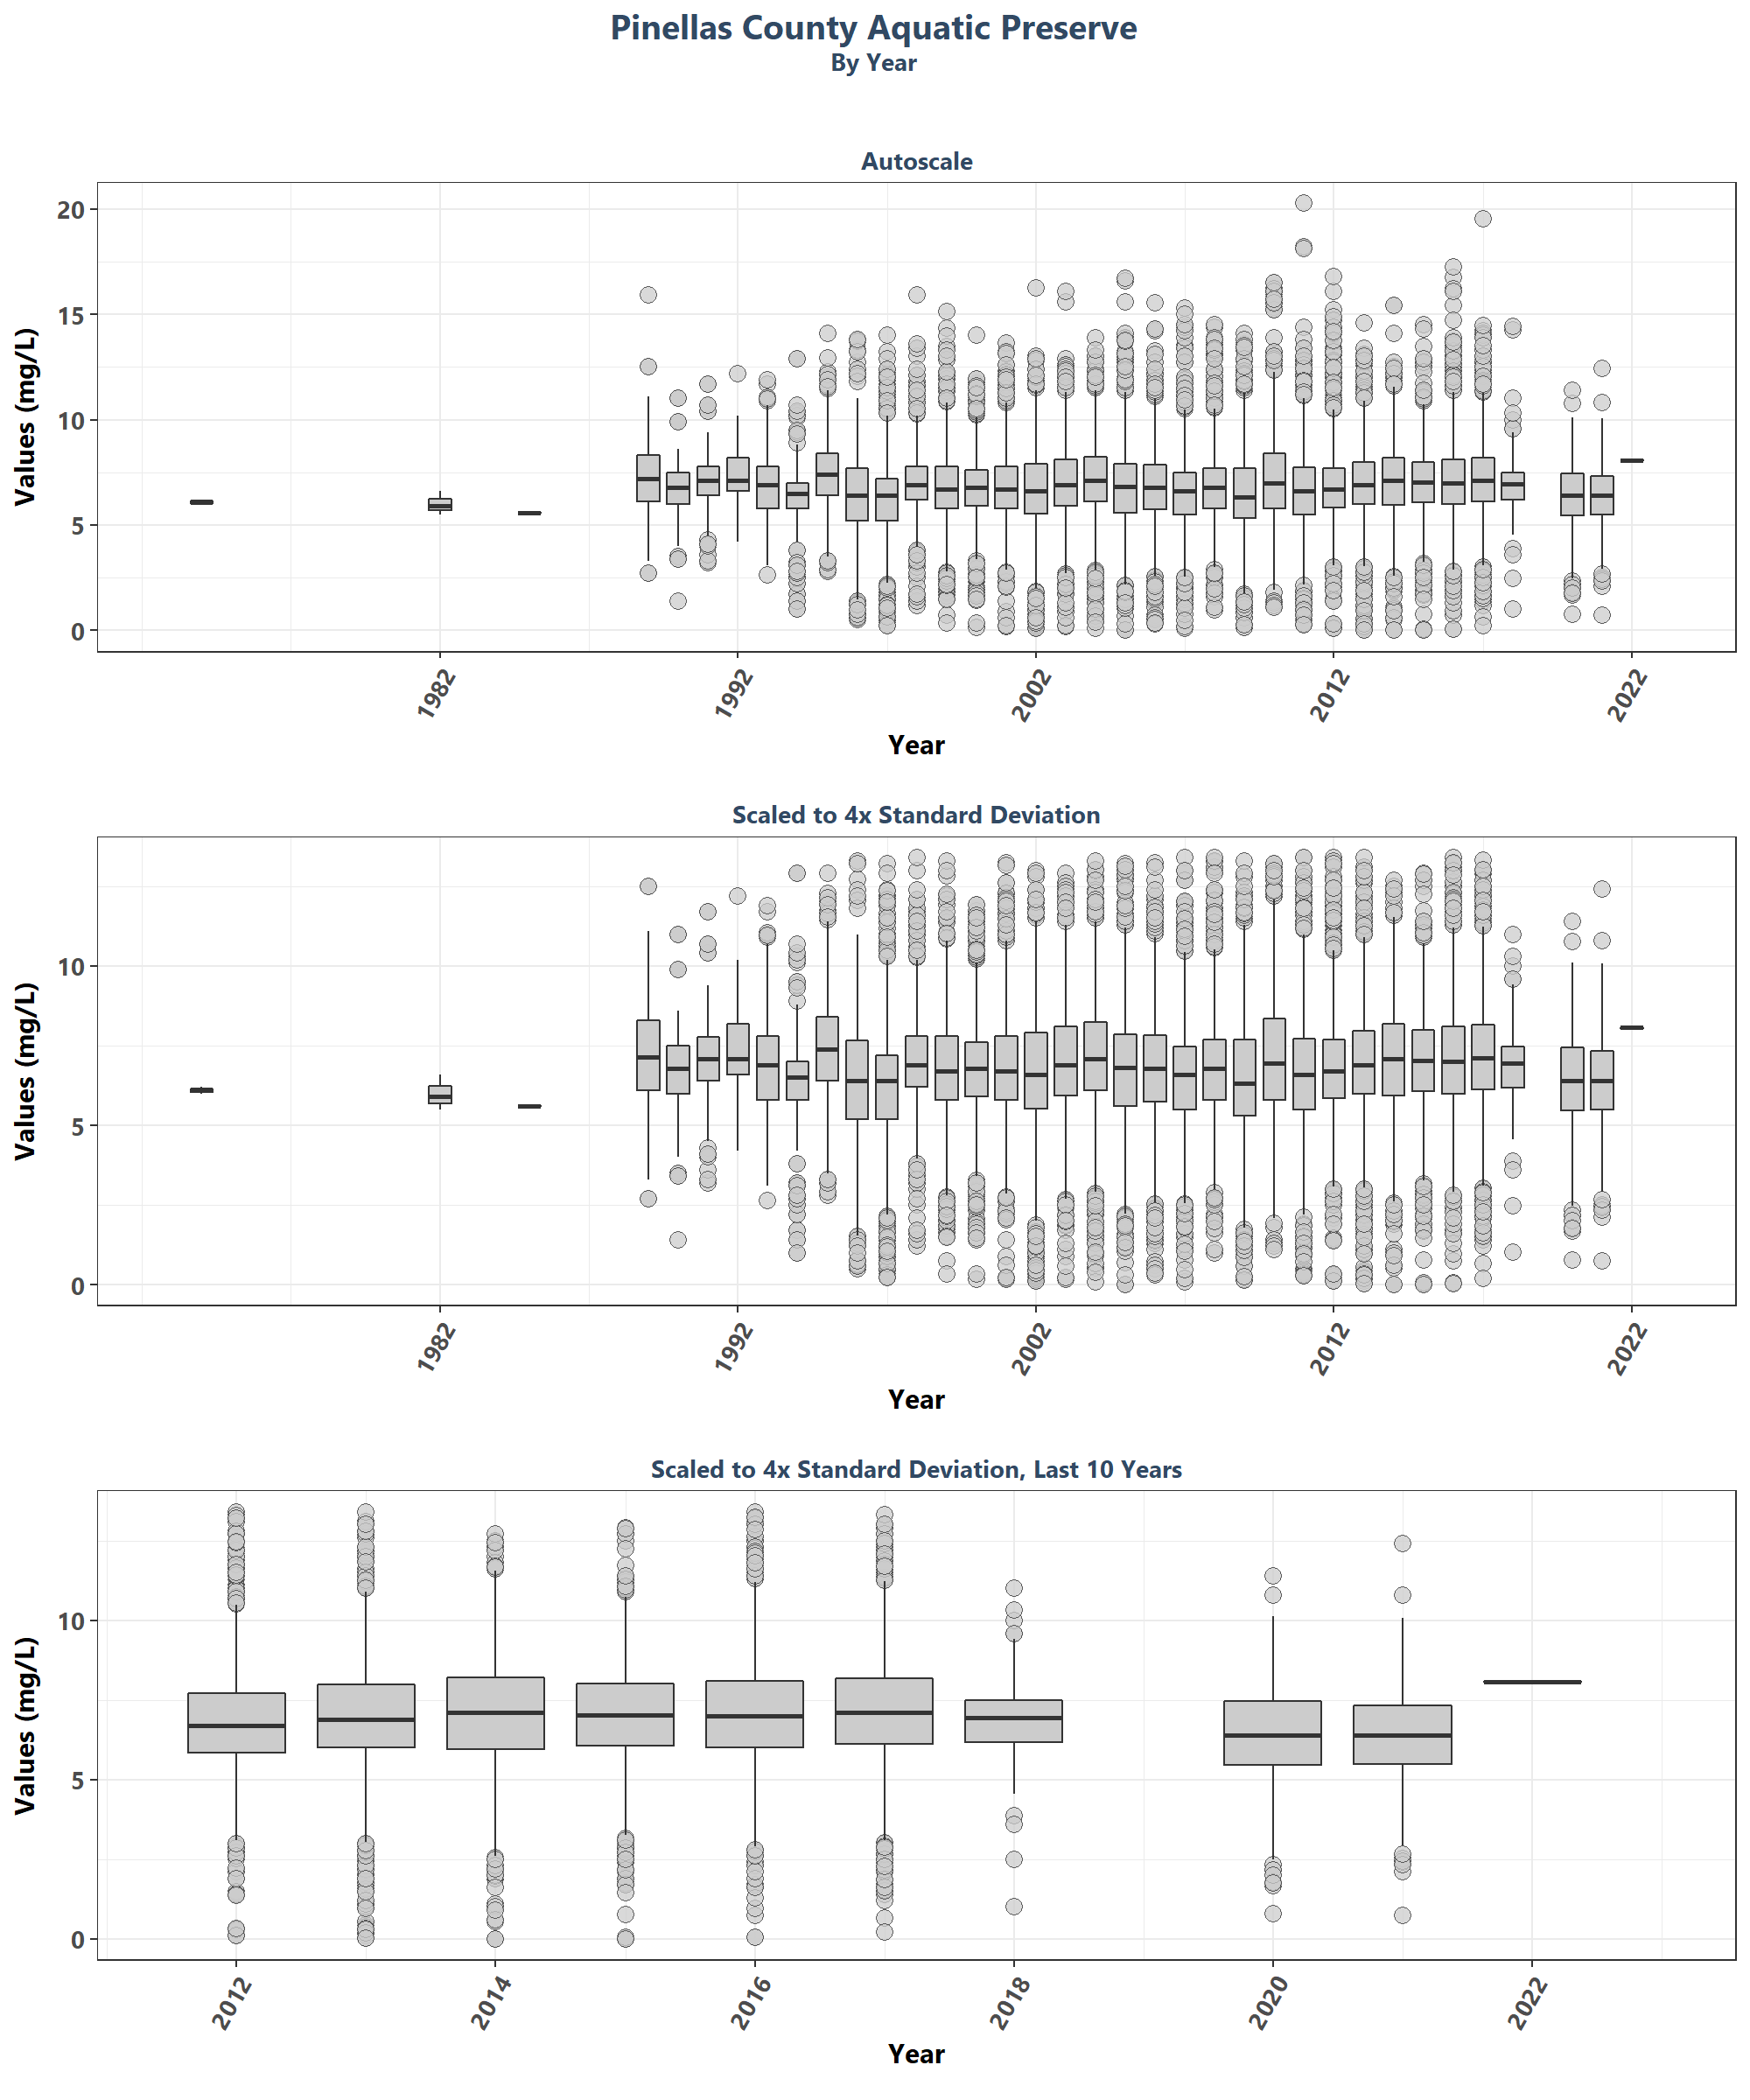 Pinellas County Aquatic Preserve
By Year
Autoscale
Values (mg/L)
20
15
10
5
0
1982
1992
2002
2012
2022
Year
Scaled to 4x Standard Deviation
Values (mg/L)
10
5
0
1982
1992
2002
2012
2022
Year
Scaled to 4x Standard Deviation, Last 10 Years
Values (mg/L)
10
5
0
2012
2014
2016
2018
2020
2022
Year